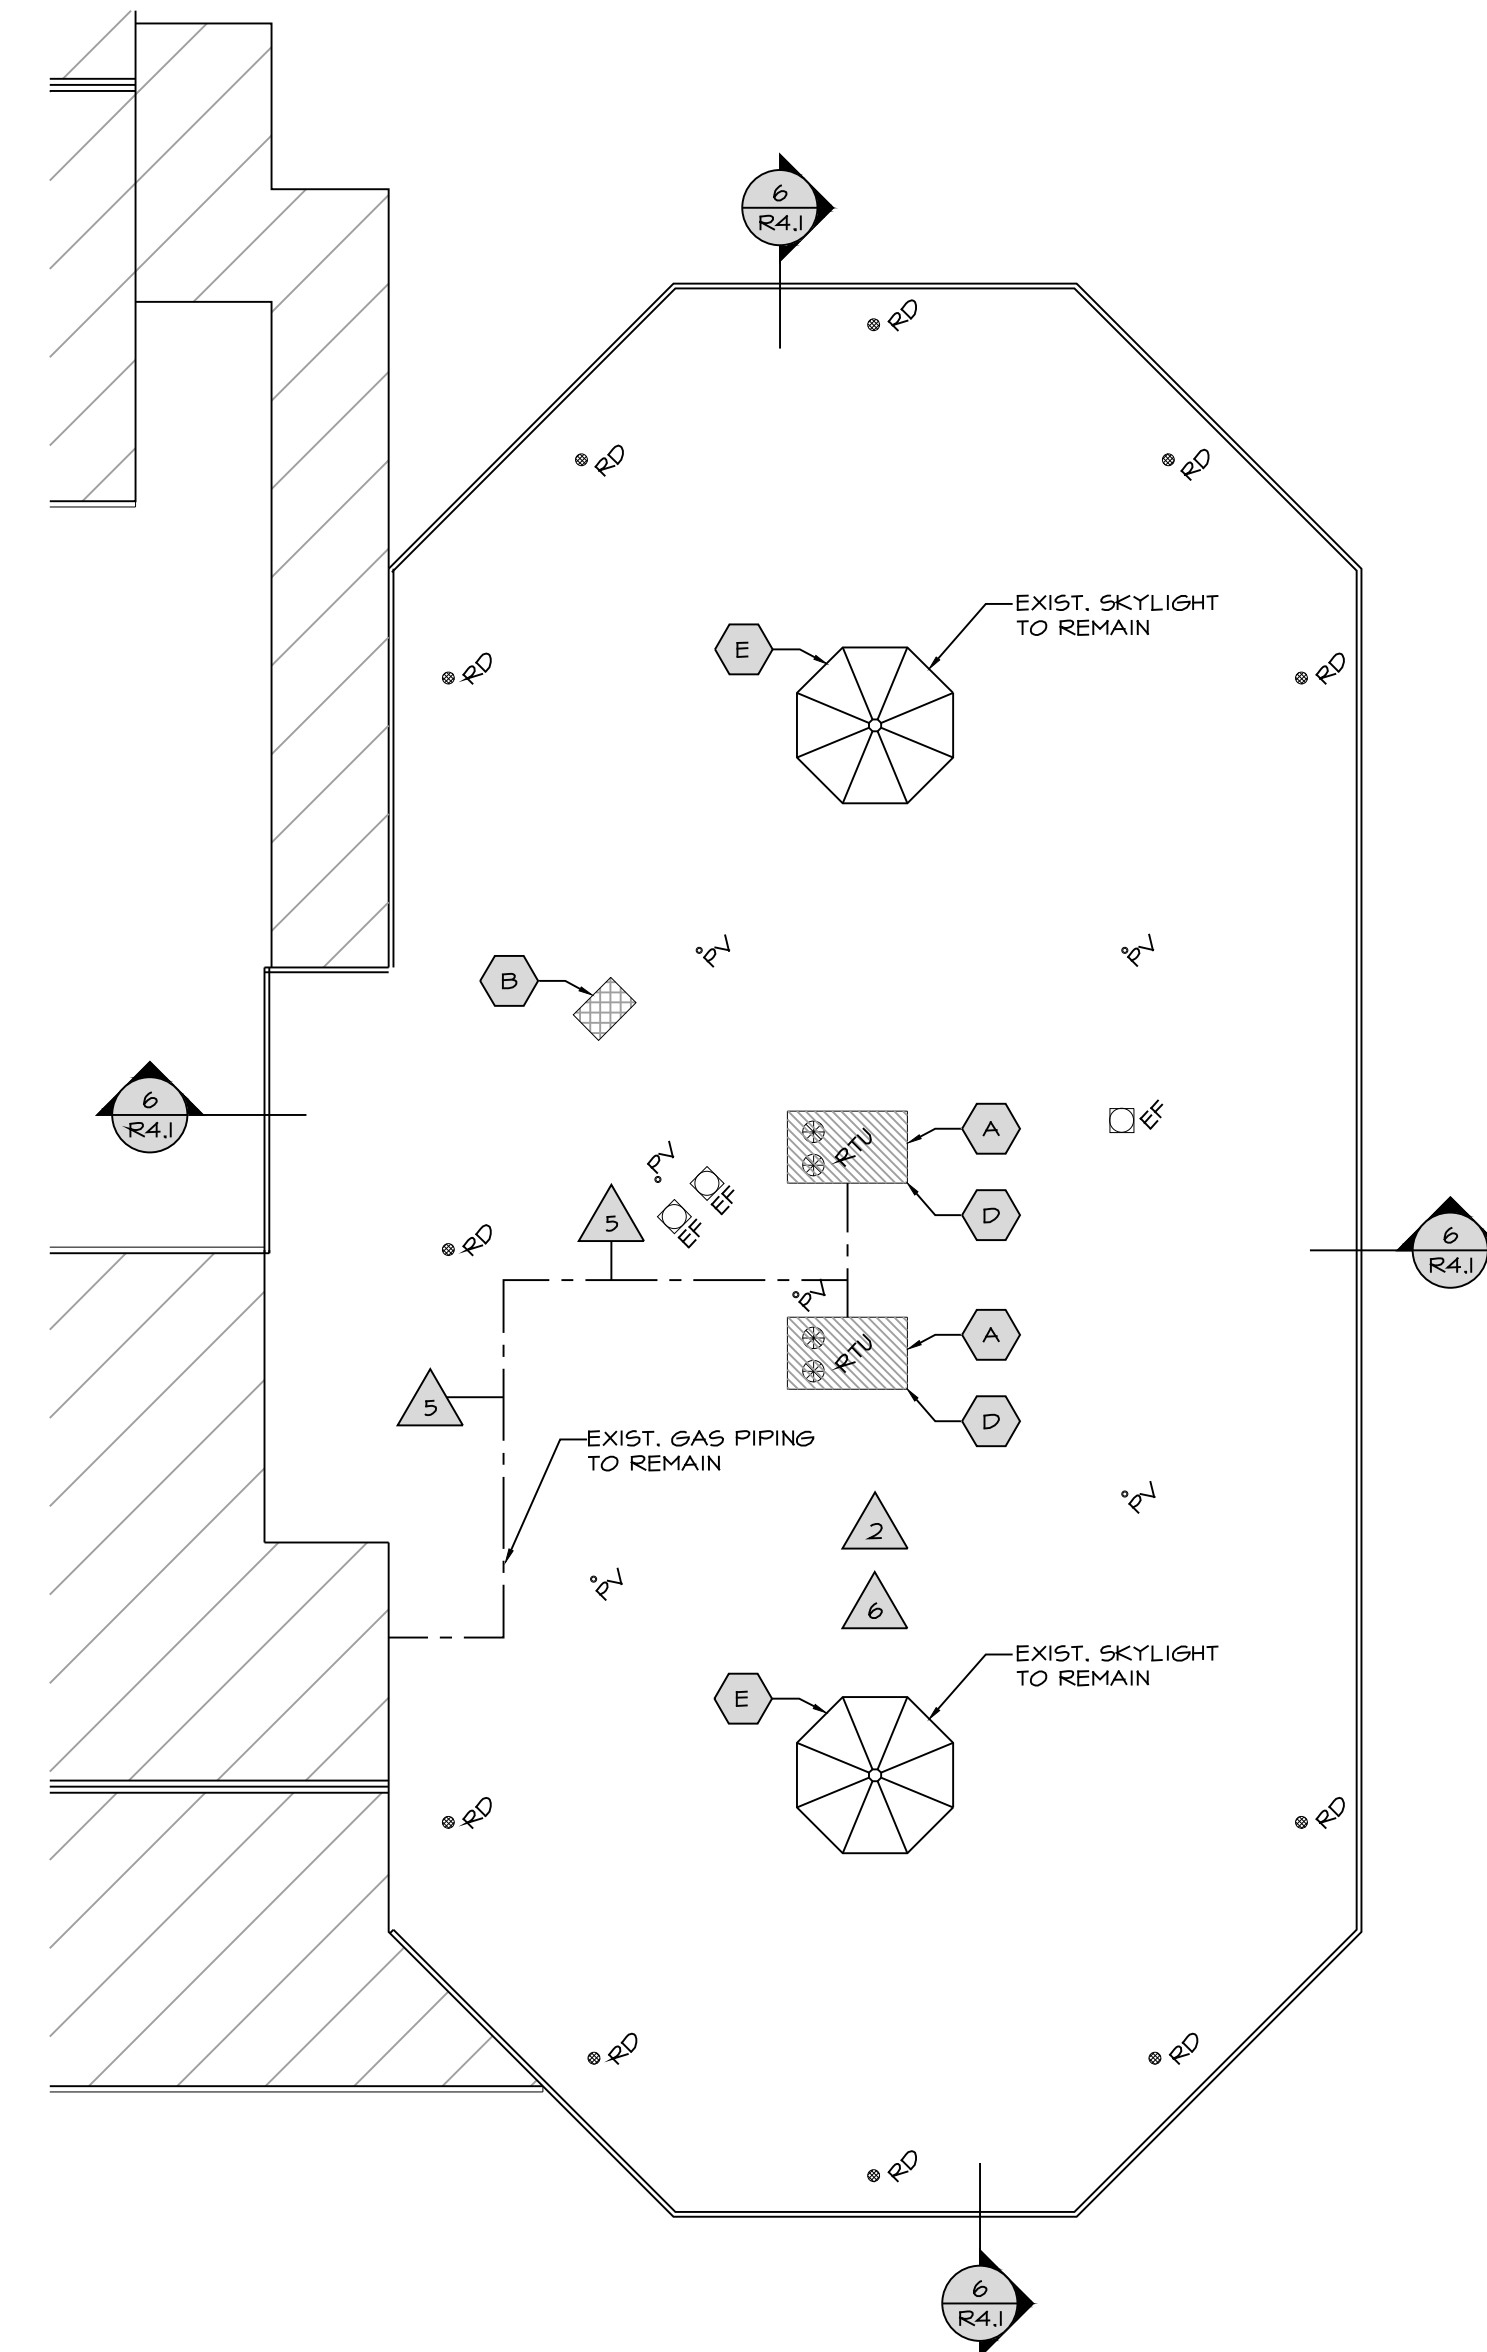 6
R4.1
RD
RD
RD
EXIST. SKYLIGHT
TO REMAIN
E
RD
RD
PV
PV
B
6
R4.1
EF
A
RTU
PV
EF
EF
5
D
RD
6
R4.1
PV
A
RTU
5
D
EXIST. GAS PIPING
TO REMAIN
PV
2
PV
6
EXIST. SKYLIGHT
TO REMAIN
E
RD
RD
RD
RD
RD
6
R4.1